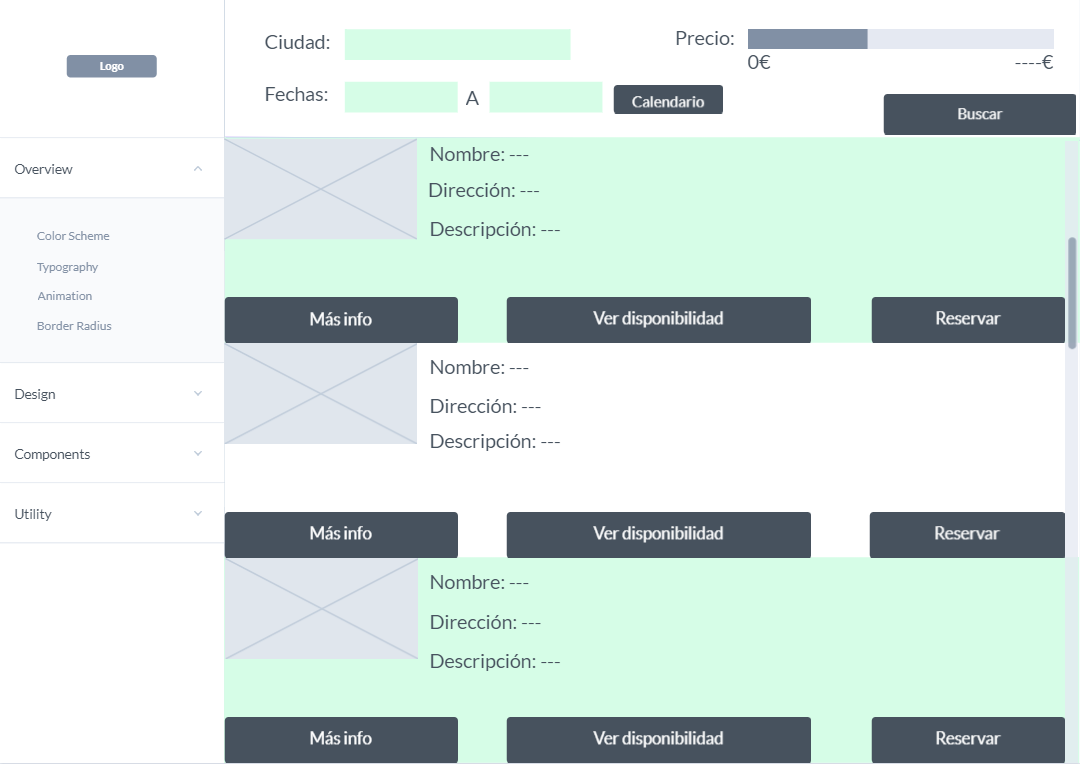 Logo
Overview
Color Scheme
Typography
Animation
Border Radius
Design
Components
Utility
Ciudad:
Precio:
0€ ----€
Fechas: A Calendario
Buscar
Nombre: ---
Dirección: ---
Descripción: ---
Más info Ver disponibilidad Reservar
Nombre: ---
Dirección: ---
Descripción: ---
Más info Ver disponibilidad Reservar
Nombre: ---
Dirección: ---
Descripción: ---
Más info Ver disponibilidad Reservar